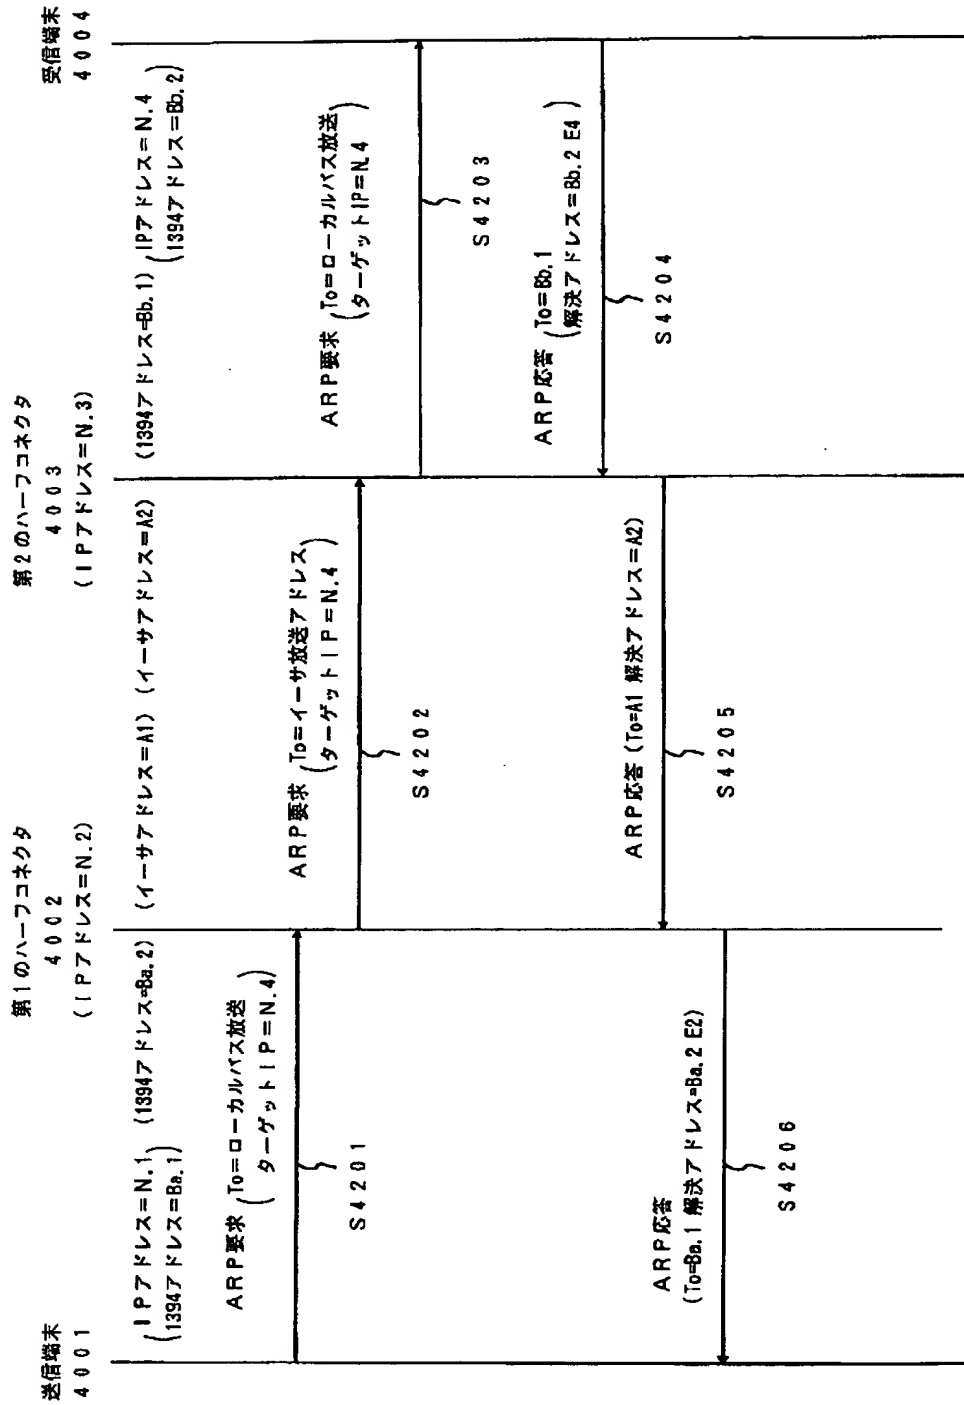 送信端末
4001
第1のハーフコネクタ
4002
(IPアドレス=N.2)
第2のハーフコネクタ
4003
(IPアドレス=N.3)
受信端末
4004
(IPアドレス=N.1
1394アドレス=Ba.1)
(1394アドレス=Ba.2)
(イーサアドレス=A1)
(イーサアドレス=A2)
(1394アドレス=Bb.1)
(IPアドレス=N.4
1394アドレス=Bb.2)
ARP要求 (To=ローカルバス放送
ターゲットIP=N.4)
S4201
ARP要求 (To=イーサ放送アドレス
ターゲットIP=N.4)
S4202
ARP要求 (To=ローカルバス放送
ターゲットIP=N.4)
S4203
ARP応答 (To=Bb.1
解決アドレス=Bb.2 E4)
S4204
ARP応答 (To=A1 解決アドレス=A2)
S4205
ARP応答
(To=Ba.1 解決アドレス=Ba.2 E2)
S4206